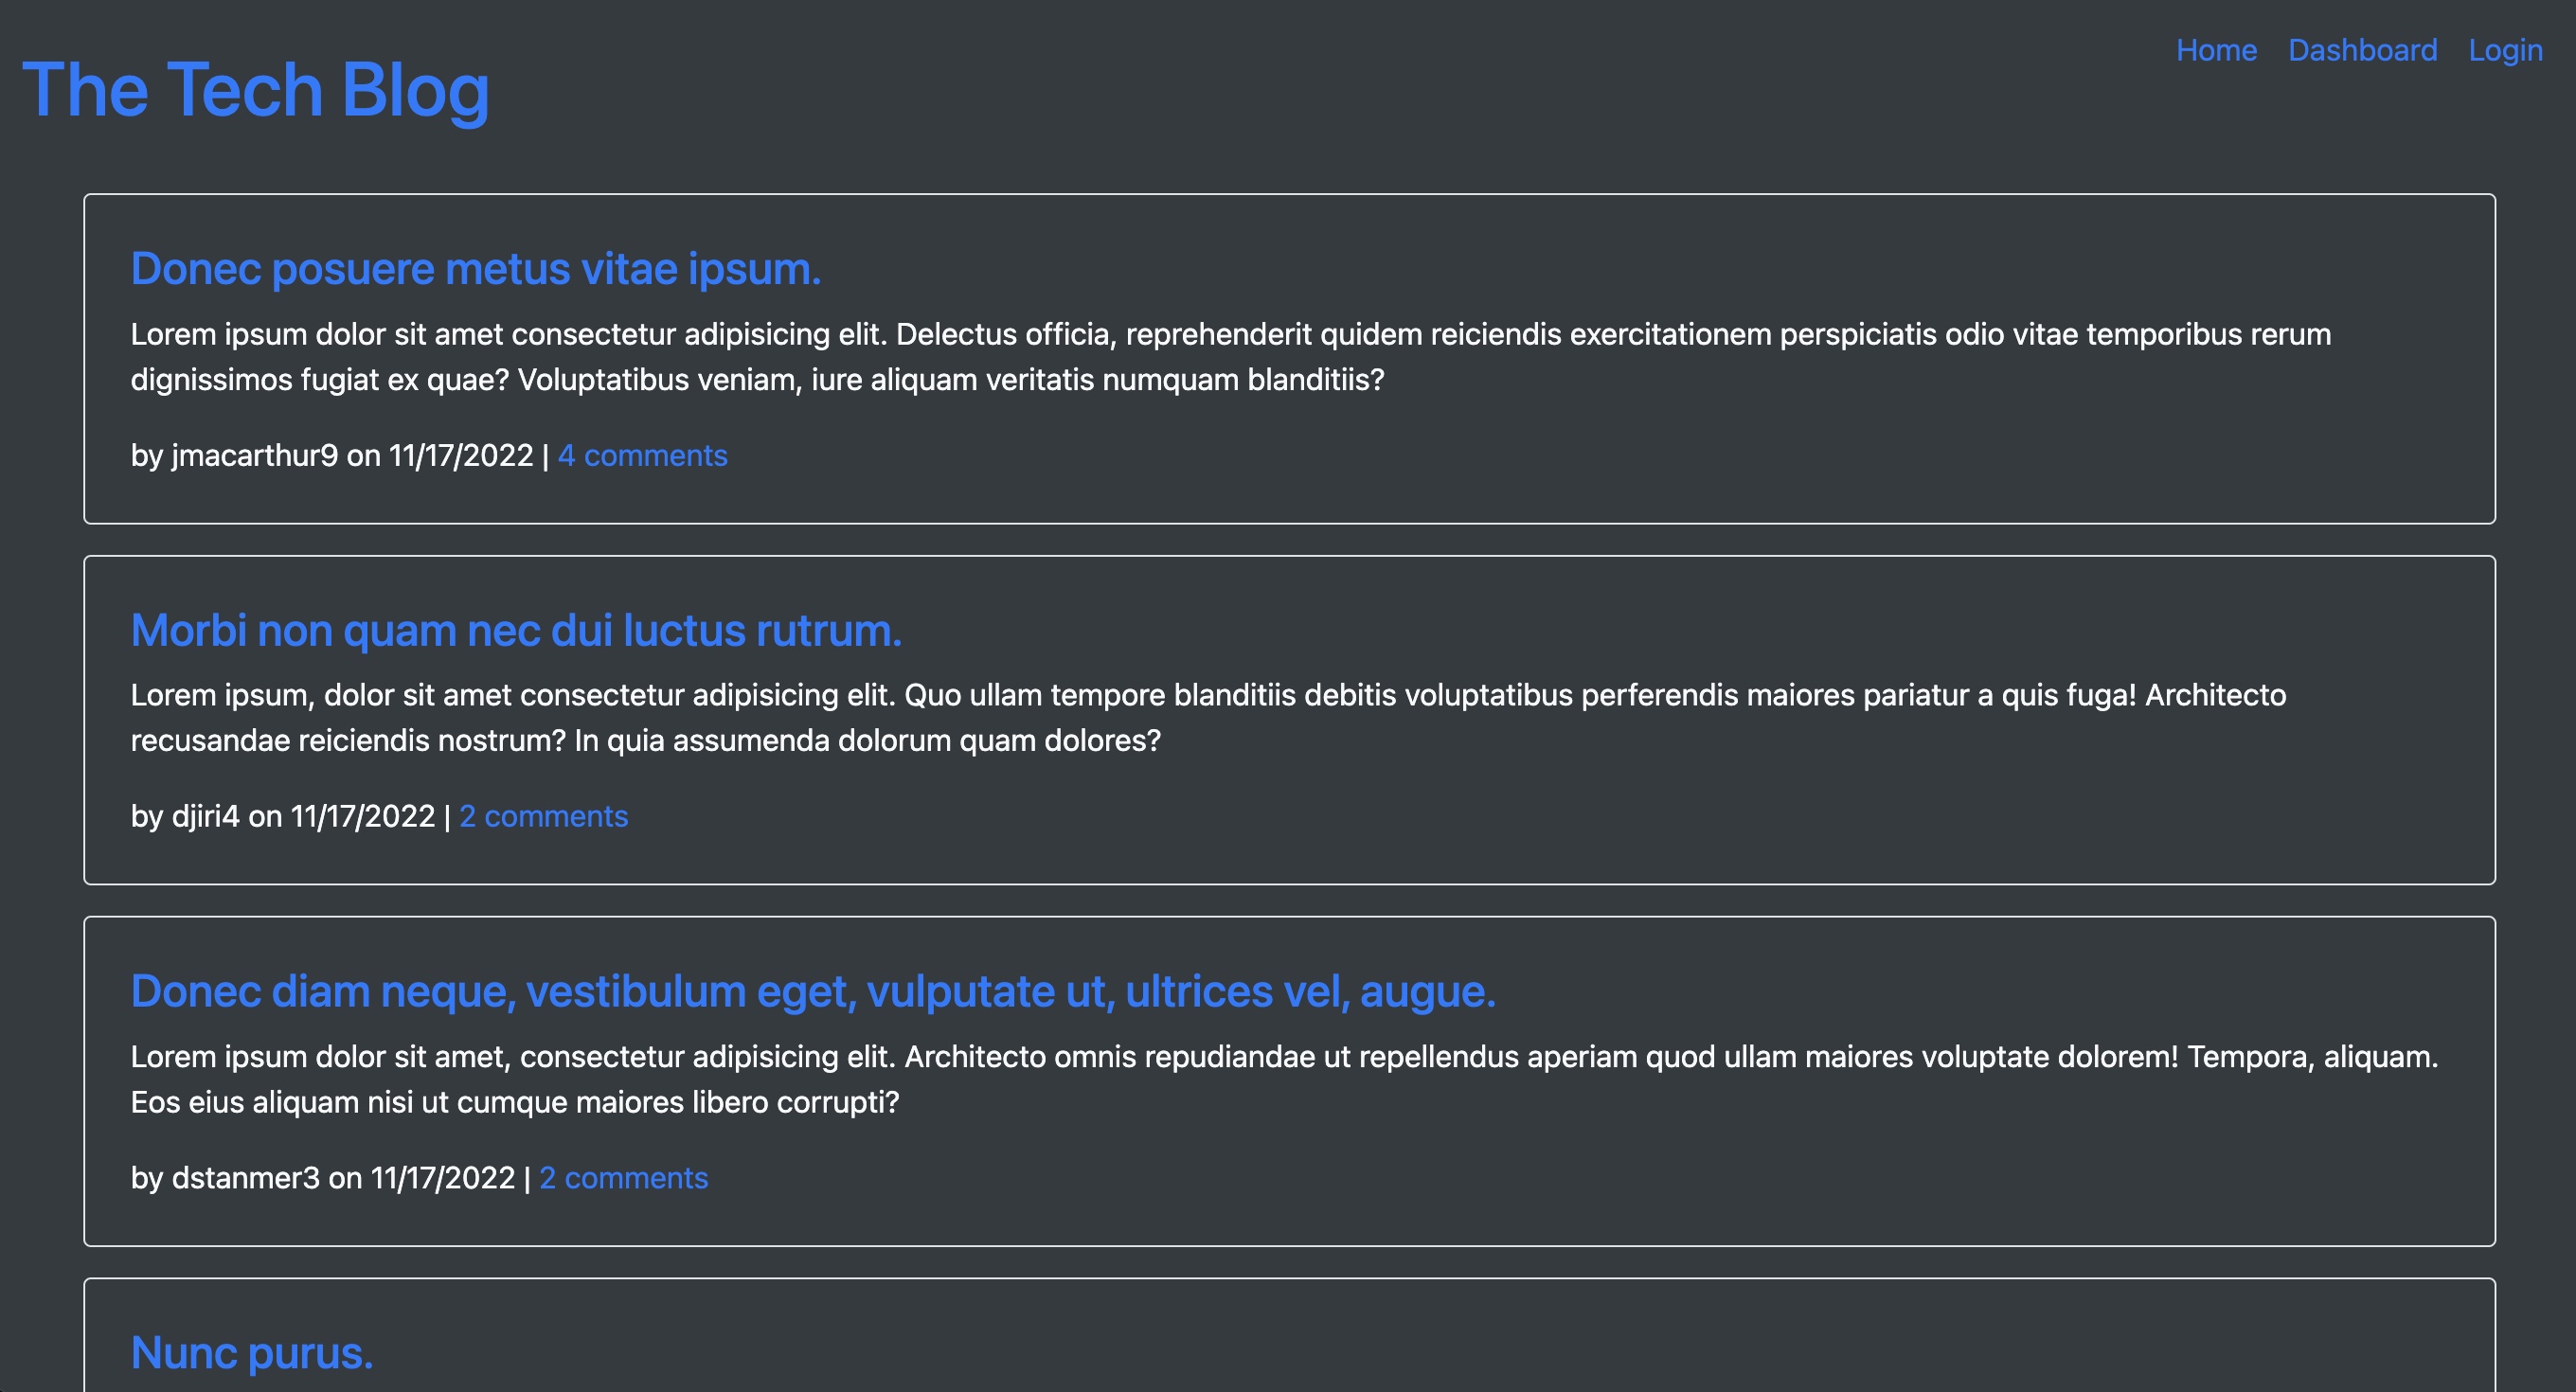 The Tech Blog
Home Dashboard Login
Donec posuere metus vitae ipsum.
Lorem ipsum dolor sit amet consectetur adipisicing elit. Delectus officia, reprehenderit quidem reiciendis exercitationem perspiciatis odio vitae temporibus rerum
dignissimos fugiat ex quae? Voluptatibus veniam, iure aliquam veritatis numquam blanditiis?
by jmacarthur9 on 11/17/2022 | 4 comments
Morbi non quam nec dui luctus rutrum.
Lorem ipsum, dolor sit amet consectetur adipisicing elit. Quo ullam tempore blanditiis debitis voluptatibus perferendis maiores pariatur a quis fuga! Architecto
recusandae reiciendis nostrum? In quia assumenda dolorum quam dolores?
by djiri4 on 11/17/2022 | 2 comments
Donec diam neque, vestibulum eget, vulputate ut, ultrices vel, augue.
Lorem ipsum dolor sit amet, consectetur adipisicing elit. Architecto omnis repudiandae ut repellendus aperiam quod ullam maiores voluptate dolorem! Tempora, aliquam.
Eos eius aliquam nisi ut cumque maiores libero corrupti?
by dstanmer3 on 11/17/2022 | 2 comments
Nunc purus.